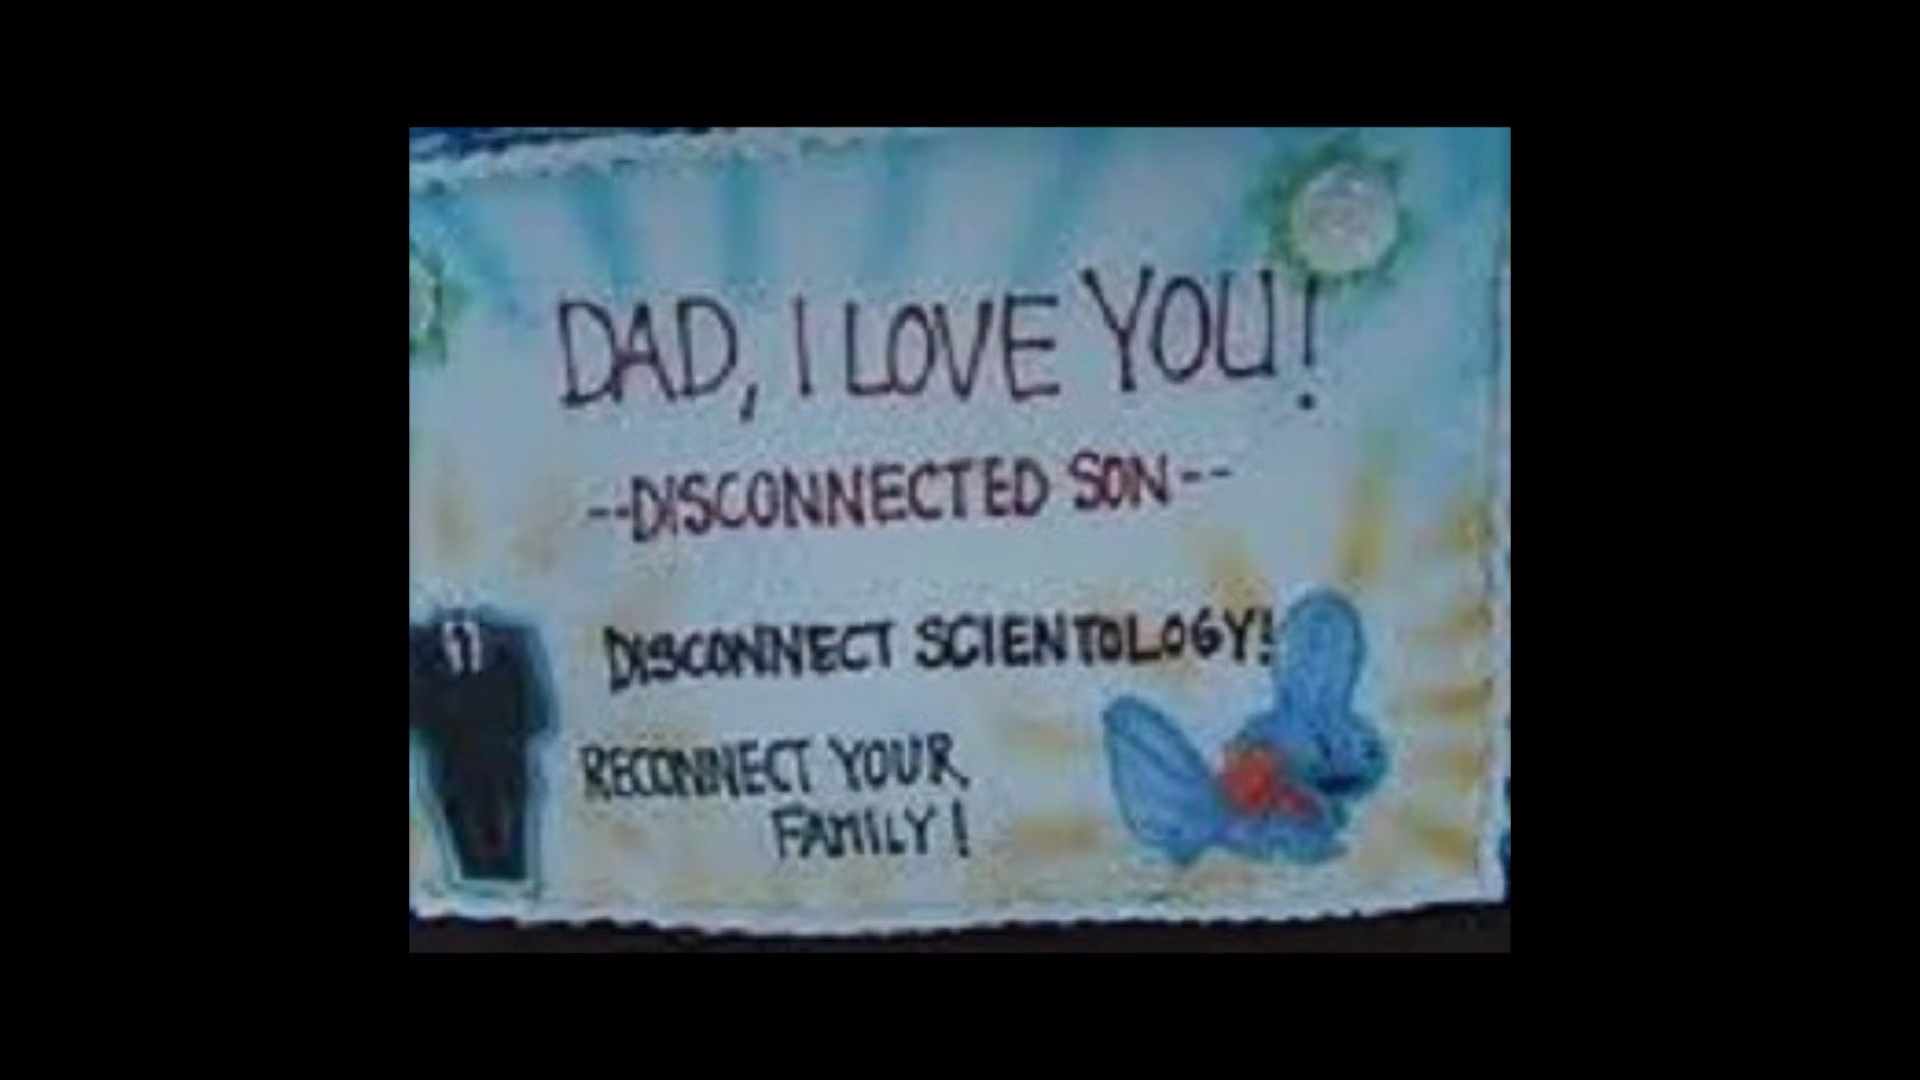 DAD, I LOVE YOU!
--DISCONNECTED SON--
DISCONNECT SCIENTOLOGY!
RECONNECT YOUR
FAMILY!